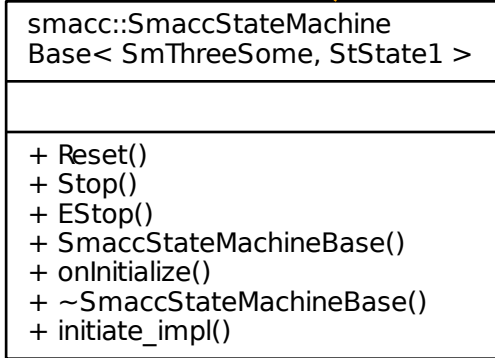 smacc::SmaccStateMachine
Base< SmThreeSome, StState1 >
+ Reset()
+ Stop()
+ EStop()
+ SmaccStateMachineBase()
+ onInitialize()
+ ~SmaccStateMachineBase()
+ initiate_impl()